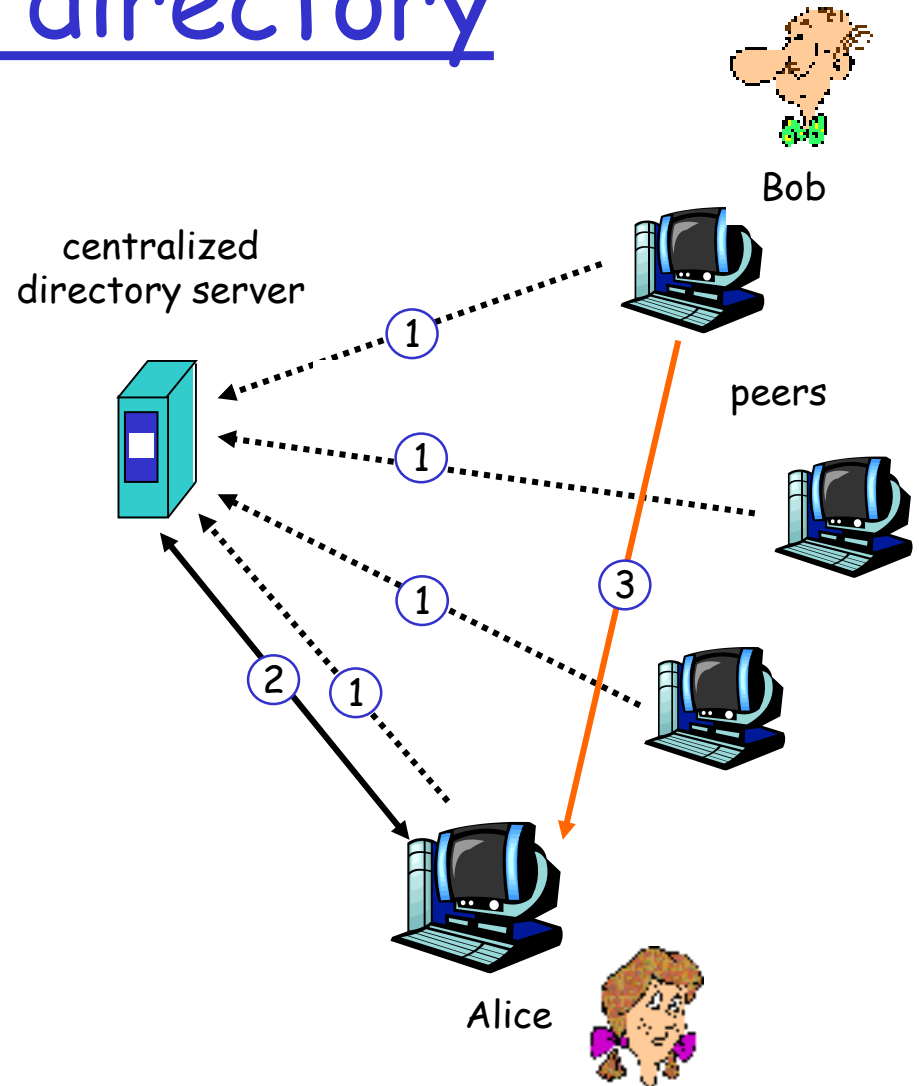 directory
Bob
centralized
directory server
1
peers
1
3
1
2
1
Alice